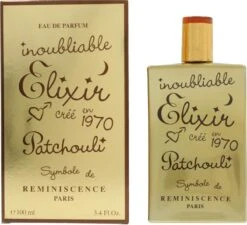 EAU DE PARFUM
inoubliable
Elixir
créé en
1970
Patchouli
Symbole de
REMINISCENCE
PARIS
℮ 100 ml 3.4 Fl.Oz.
inoubliable
Elixir
créé en
1970
Patchouli
Symbole de
REMINISCENCE
PARIS